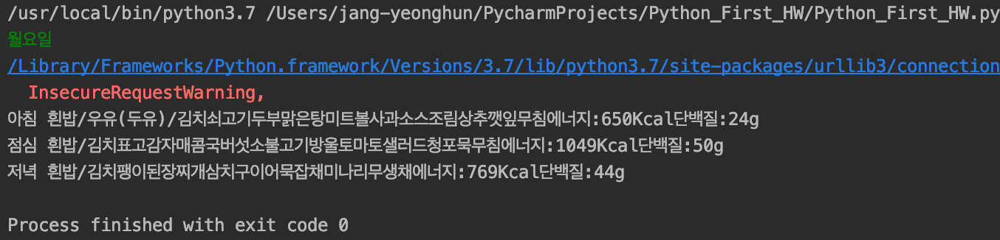 /usr/local/bin/python3.7 /Users/jang-yeonghun/PycharmProjects/Python_First_HW/Python_First_HW.py
월요일
/Library/Frameworks/Python.framework/Versions/3.7/lib/python3.7/site-packages/urllib3/connection
InsecureRequestWarning,
아침 흰밥/우유(두유)/김치쇠고기두부맑은탕미트볼사과소스조림상추깻잎무침에너지:650Kcal단백질:24g
점심 흰밥/김치표고감자매콤국버섯소불고기방울토마토샐러드청포묵무침에너지:1049Kcal단백질:50g
저녁 흰밥/김치팽이된장찌개삼치구이어묵잡채미나리무생채에너지:769Kcal단백질:44g
Process finished with exit code 0